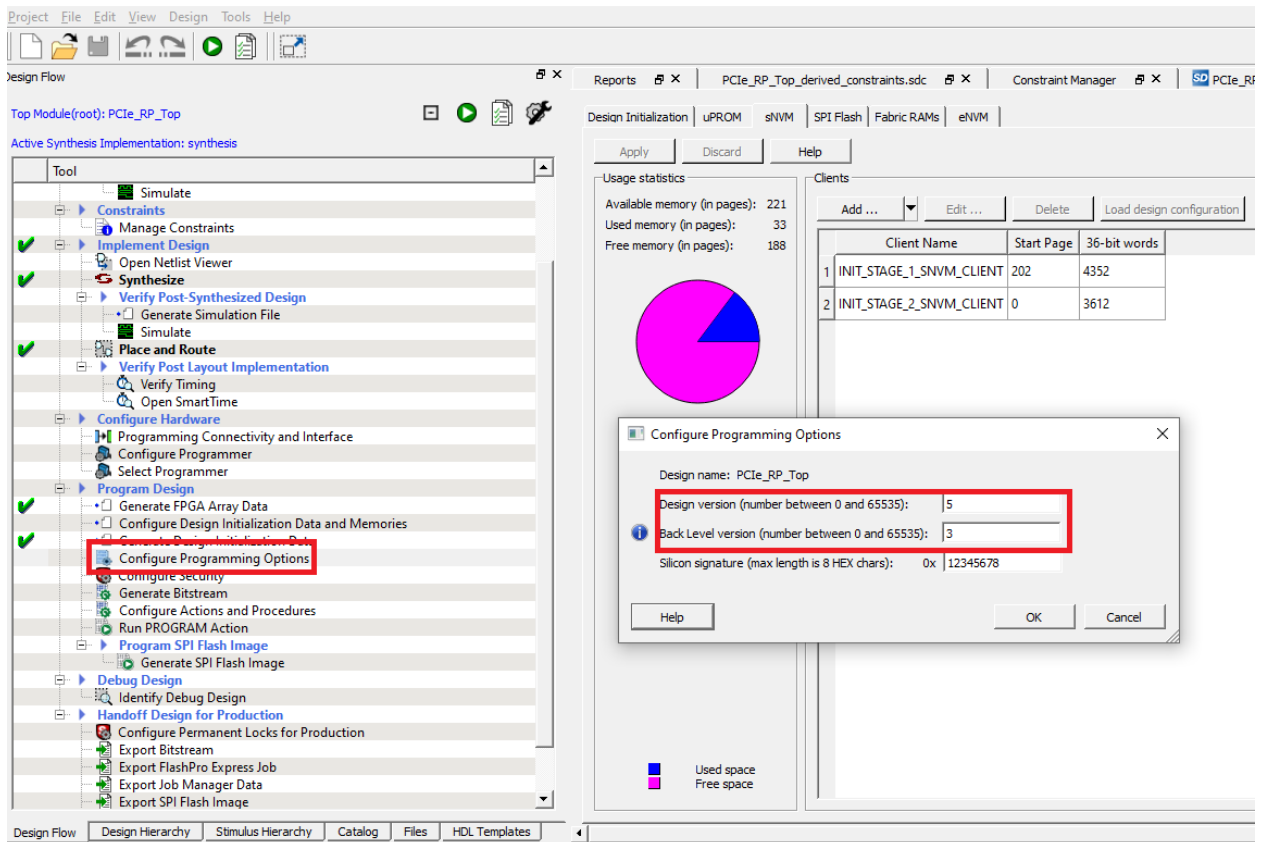 Project File Edit View Design Tools Help
Design Flow
Reports
PCIe_RP_Top_derived_constraints.sdc
Constraint Manager
PCIe_RP
Top Module(root): PCIe_RP_Top
Active Synthesis Implementation: synthesis
Tool
Simulate
Constraints
Manage Constraints
Implement Design
Open Netlist Viewer
Synthesize
Verify Post-Synthesized Design
Generate Simulation File
Simulate
Place and Route
Verify Post Layout Implementation
Verify Timing
Open SmartTime
Configure Hardware
Programming Connectivity and Interface
Configure Programmer
Select Programmer
Program Design
Generate FPGA Array Data
Configure Design Initialization Data and Memories
Generate Design Initialization Data
Configure Programming Options
Configure Security
Generate Bitstream
Configure Actions and Procedures
Run PROGRAM Action
Program SPI Flash Image
Generate SPI Flash Image
Debug Design
Identify Debug Design
Handoff Design for Production
Configure Permanent Locks for Production
Export Bitstream
Export FlashPro Express Job
Export Job Manager Data
Export SPI Flash Image
Design Flow Design Hierarchy Stimulus Hierarchy Catalog Files HDL Templates
Design Initialization uPROM sNVM SPI Flash Fabric RAMs eNVM
Apply Discard Help
Usage statistics
Available memory (in pages): 221
Used memory (in pages): 33
Free memory (in pages): 188
Used space
Free space
Clients
Add ... Edit ... Delete Load design configuration
Client Name Start Page 36-bit words
1 INIT_STAGE_1_SNVM_CLIENT 202 4352
2 INIT_STAGE_2_SNVM_CLIENT 0 3612
Configure Programming Options
Design name: PCIe_RP_Top
Design version (number between 0 and 65535): 5
Back Level version (number between 0 and 65535): 3
Silicon signature (max length is 8 HEX chars): 0x 12345678
Help OK Cancel